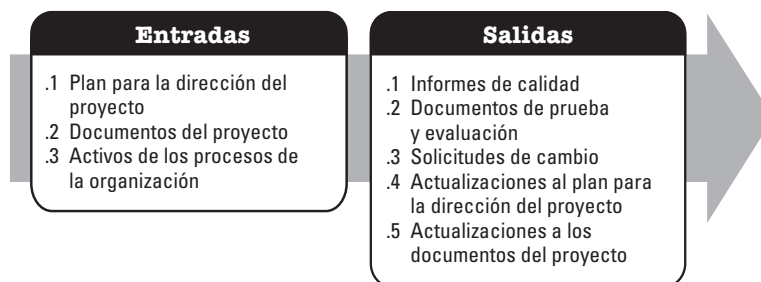 Entradas
.1 Plan para la dirección del
proyecto
.2 Documentos del proyecto
.3 Activos de los procesos de
la organización
Salidas
.1 Informes de calidad
.2 Documentos de prueba
y evaluación
.3 Solicitudes de cambio
.4 Actualizaciones al plan para
la dirección del proyecto
.5 Actualizaciones a los
documentos del proyecto